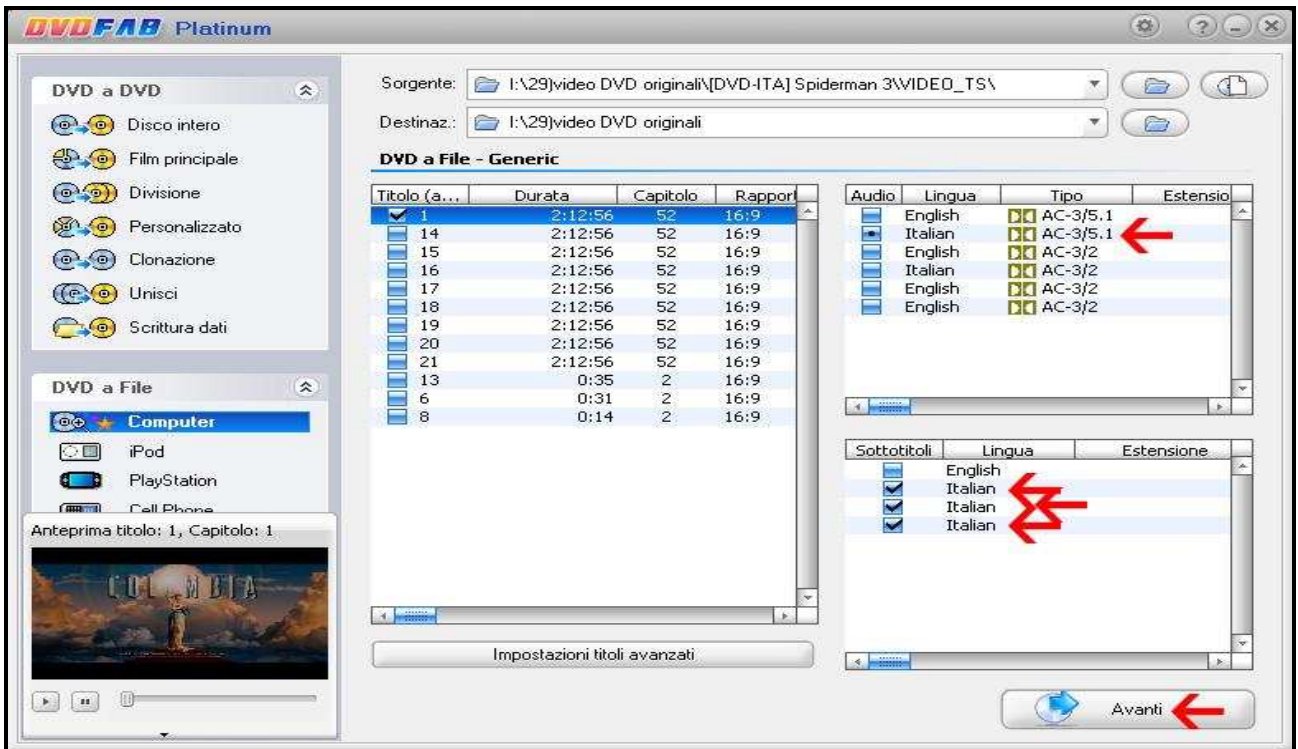 DVDFAB Platinum
DVD a DVD
Disco intero
Film principale
Divisione
Personalizzato
Clonazione
Unisci
Scrittura dati
DVD a File
Computer
iPod
PlayStation
Cell Phone
Anteprima titolo: 1, Capitolo: 1
COLUMBIA
Sorgente: I:\29)video DVD originali\[DVD-ITA] Spiderman 3\VIDEO_TS\
Destinaz.: I:\29)video DVD originali
DVD a File - Generic
Titolo (a... Durata Capitolo Rapport
1 2:12:56 52 16:9
14 2:12:56 52 16:9
15 2:12:56 52 16:9
16 2:12:56 52 16:9
17 2:12:56 52 16:9
18 2:12:56 52 16:9
19 2:12:56 52 16:9
20 2:12:56 52 16:9
21 2:12:56 52 16:9
13 0:35 2 16:9
6 0:31 2 16:9
8 0:14 2 16:9
Impostazioni titoli avanzati
Audio Lingua Tipo Estensio
English AC-3/5.1
Italian AC-3/5.1
English AC-3/2
Italian AC-3/2
English AC-3/2
English AC-3/2
Sottotitoli Lingua Estensione
English
Italian
Italian
Italian
Avanti